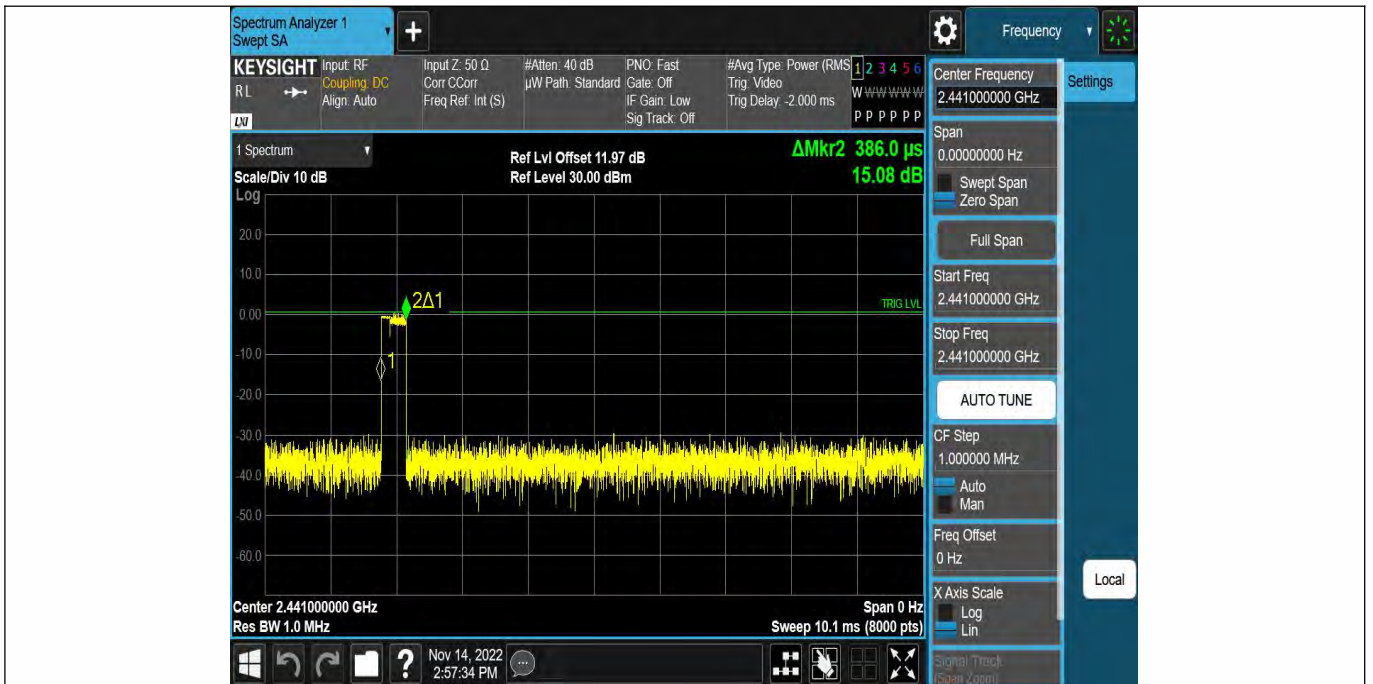 Spectrum Analyzer 1
Swept SA
+
Frequency
KEYSIGHT
RL
LXI
Input: RF
Coupling: DC
Align: Auto
Input Z: 50 Ω
Corr CCorr
Freq Ref: Int (S)
#Atten: 40 dB
µW Path: Standard
PNO: Fast
Gate: Off
IF Gain: Low
Sig Track: Off
#Avg Type: Power (RMS
Trig: Video
Trig Delay: -2.000 ms
1 2 3 4 5 6
W W W W W W
P P P P P P
1 Spectrum
Scale/Div 10 dB
Ref Lvl Offset 11.97 dB
Ref Level 30.00 dBm
ΔMkr2 386.0 µs
15.08 dB
Log
20.0
10.0
0.00
-10.0
-20.0
-30.0
-40.0
-50.0
-60.0
2Δ1
1
TRIG LVL
Center 2.441000000 GHz
Res BW 1.0 MHz
Span 0 Hz
Sweep 10.1 ms (8000 pts)
Center Frequency
2.441000000 GHz
Settings
Span
0.00000000 Hz
Swept Span
Zero Span
Full Span
Start Freq
2.441000000 GHz
Stop Freq
2.441000000 GHz
AUTO TUNE
CF Step
1.000000 MHz
Auto
Man
Freq Offset
0 Hz
X Axis Scale
Log
Lin
Signal Track
(Span Zoom)
Local
?
Nov 14, 2022
2:57:34 PM